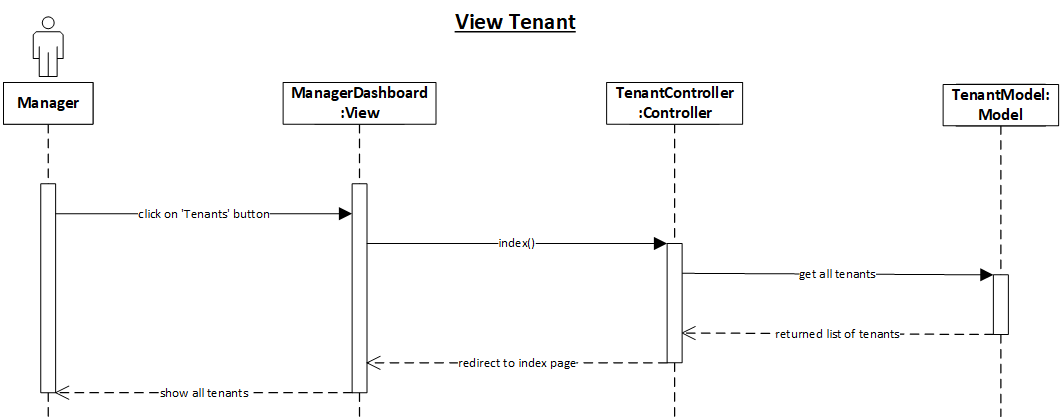 View Tenant
Manager
ManagerDashboard
:View
TenantController
:Controller
TenantModel:
Model
click on 'Tenants' button
index()
get all tenants
returned list of tenants
redirect to index page
show all tenants